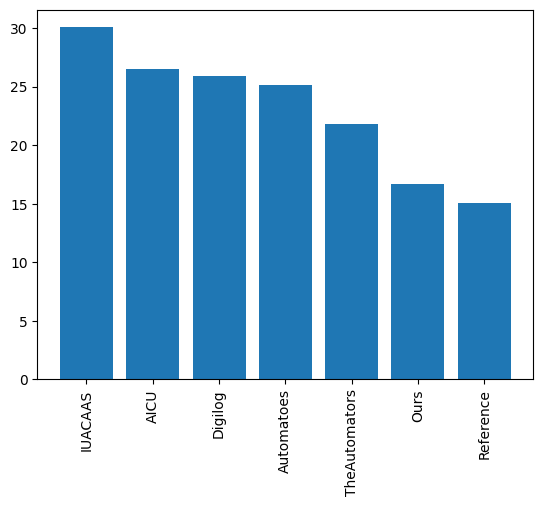 30
25
20
15
10
5
0
IUACAAS
AICU
Digilog
Automatoes
TheAutomators
Ours
Reference